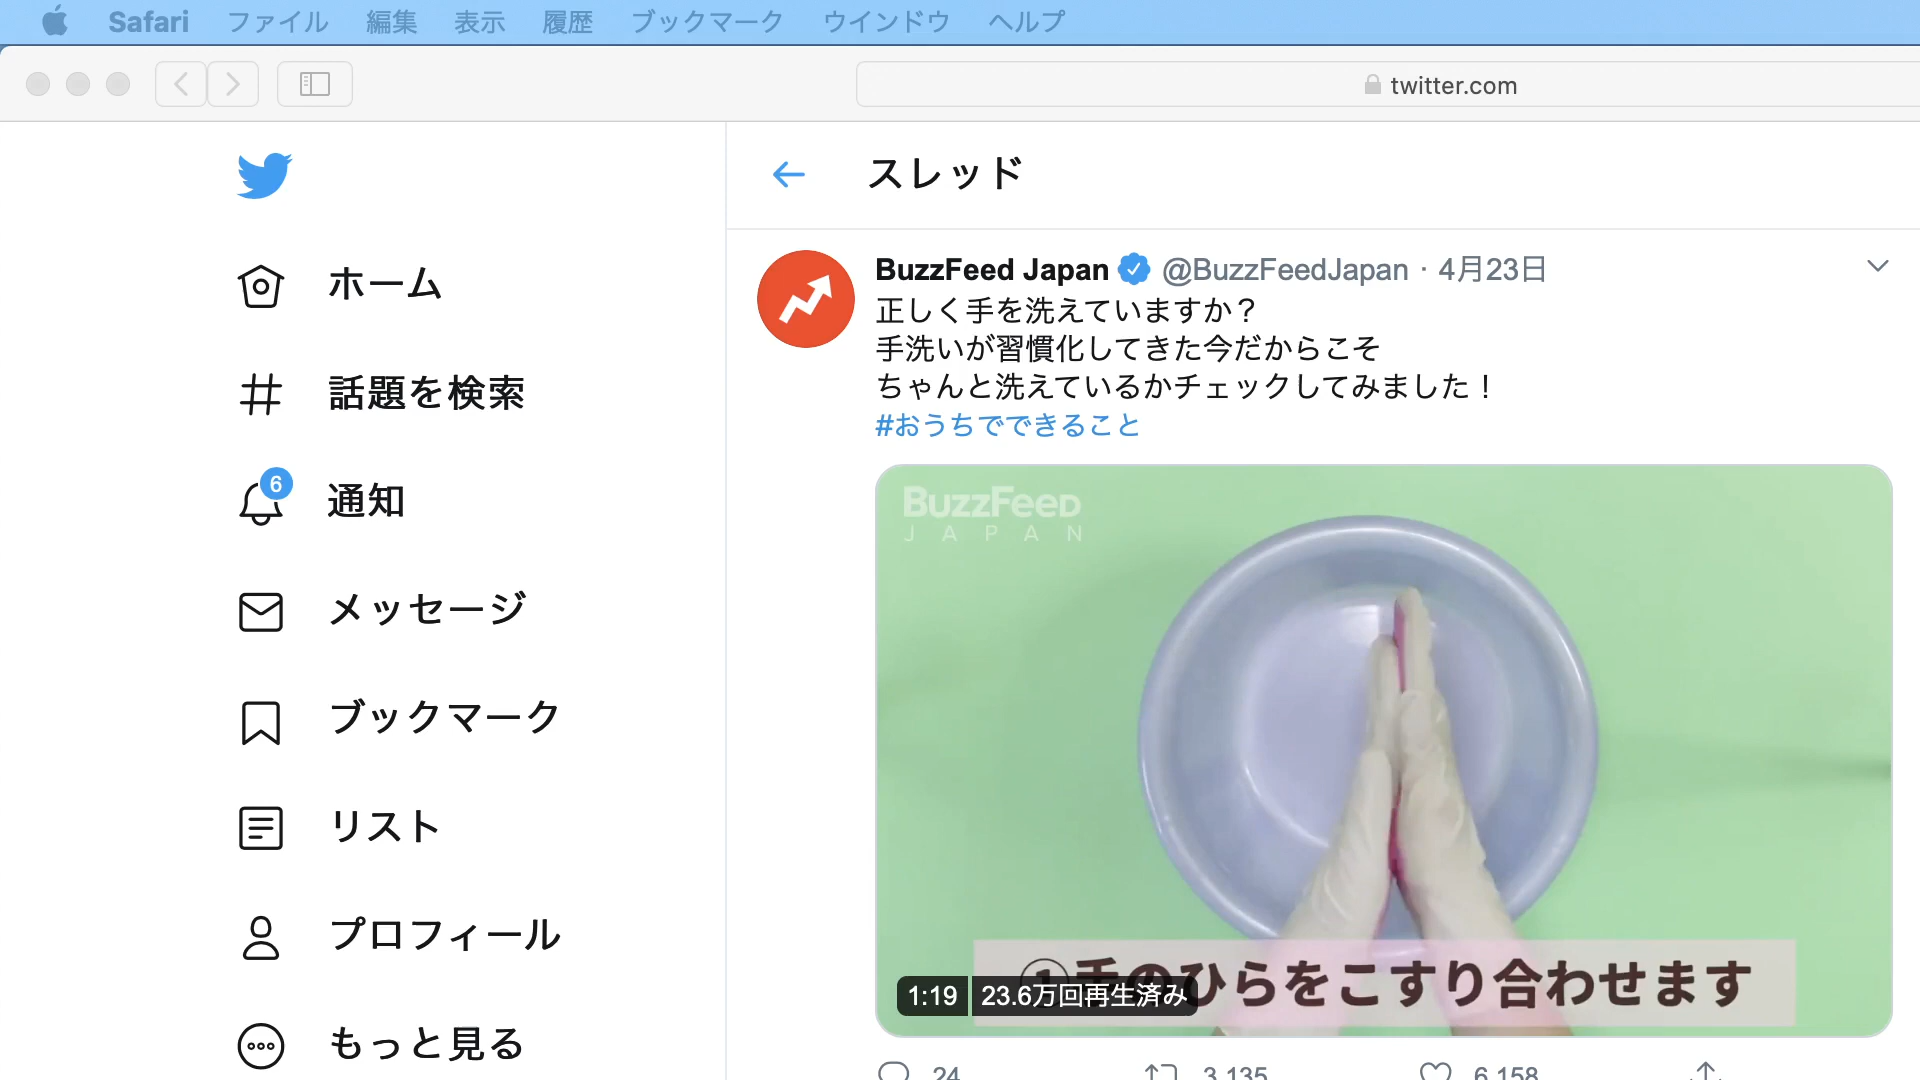 Safari ファイル 編集 表示 履歴 ブックマーク ウインドウ ヘルプ
twitter.com
ホーム
話題を検索
6
通知
メッセージ
ブックマーク
リスト
プロフィール
もっと見る
スレッド
BuzzFeed Japan @BuzzFeedJapan · 4月23日
正しく手を洗えていますか？
手洗いが習慣化してきた今だからこそ
ちゃんと洗えているかチェックしてみました！
#おうちでできること
BuzzFeed
JAPAN
①手のひらをこすり合わせます
1:19 23.6万回再生済み
24 3,135 6,158